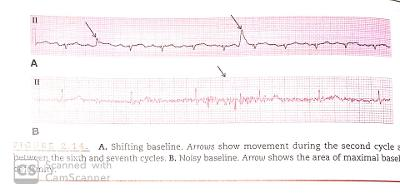 II
A
II
B
FIGURE 2.14. A. Shifting baseline. Arrows show movement during the second cycle a
between the sixth and seventh cycles. B. Noisy baseline. Arrow shows the area of maximal basel
CS Scanned with
CamScanner